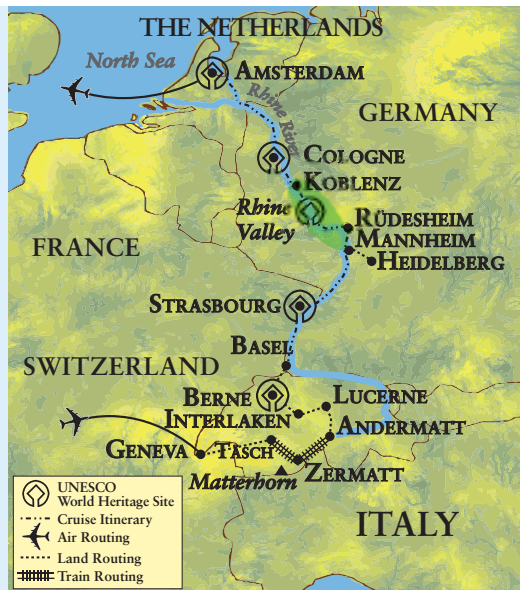 THE NETHERLANDS
North Sea
AMSTERDAM
Rhine River
GERMANY
COLOGNE
KOBLENZ
Rhine
Valley
RÜDESHEIM
MANNHEIM
HEIDELBERG
FRANCE
STRASBOURG
BASEL
SWITZERLAND
BERNE
LUCERNE
INTERLAKEN
ANDERMATT
GENEVA
TÄSCH
ZERMATT
Matterhorn
ITALY
UNESCO
World Heritage Site
Cruise Itinerary
Air Routing
Land Routing
Train Routing